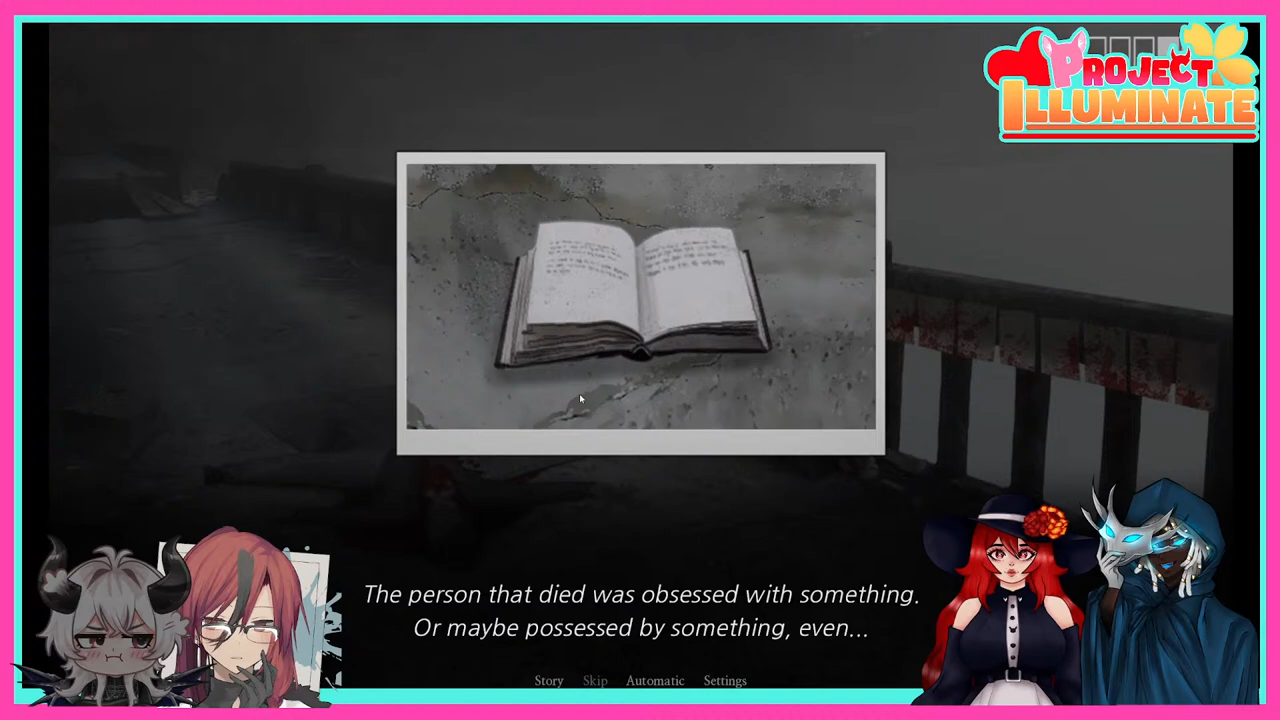 PROJECT
ILLUMINATE
The person that died was obsessed with something.
Or maybe possessed by something, even...
Story Skip Automatic Settings